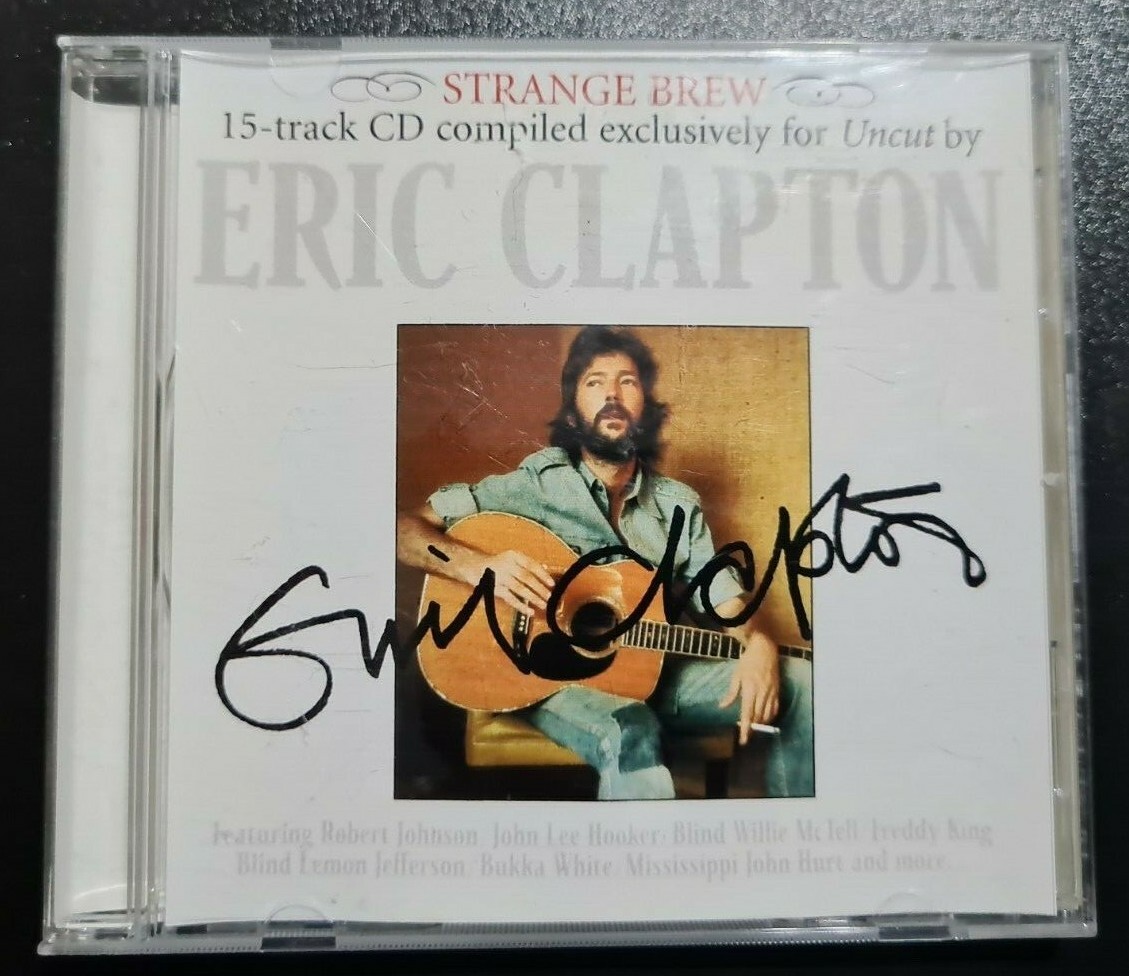 STRANGE BREW
15-track CD compiled exclusively for Uncut by
ERIC CLAPTON
Eric Clapton
Featuring Robert Johnson/John Lee Hooker/Blind Willie McTell/Freddy King
Blind Lemon Jefferson/Bukka White/Mississippi John Hurt and more...